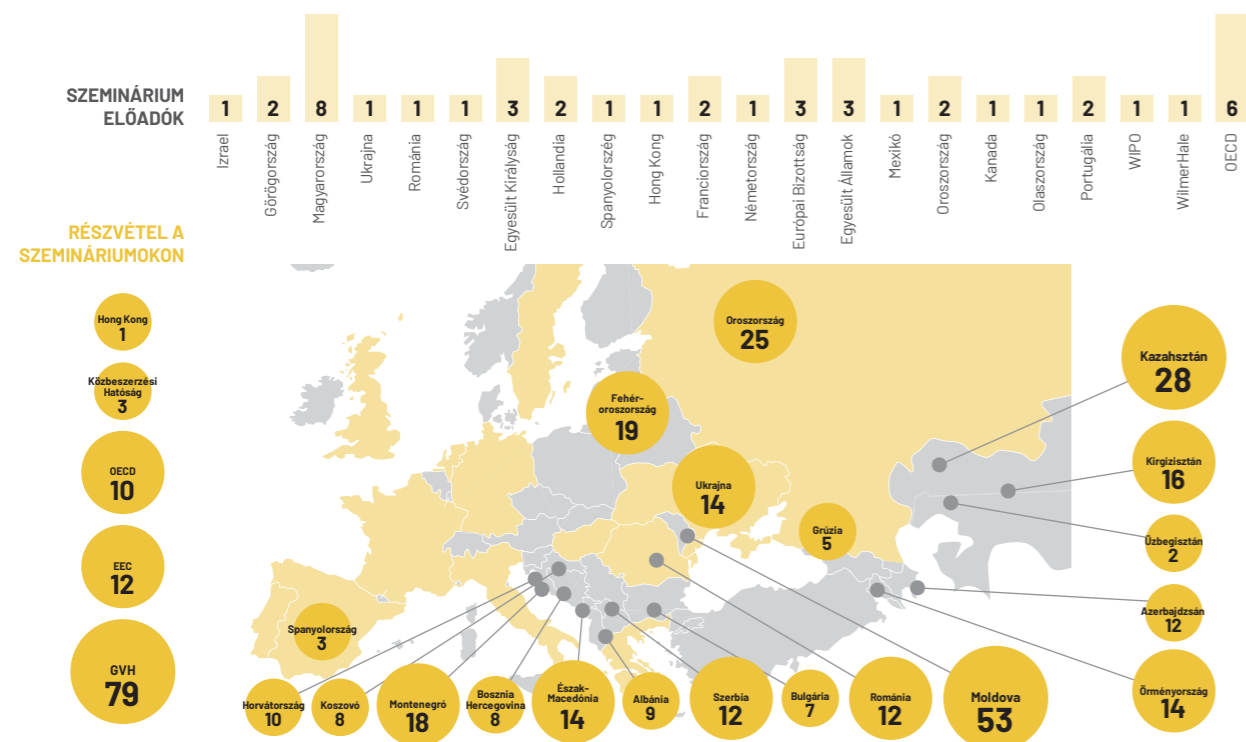 SZEMINÁRIUM
ELŐADÓK
1 2 8 1 1 1 3 2 1 1 2 1 3 3 1 2 1 1 2 1 1 6
Izrael
Görögország
Magyarország
Ukrajna
Románia
Svédország
Egyesült Királyság
Hollandia
Spanyolország
Hong Kong
Franciország
Németország
Európai Bizottság
Egyesült Államok
Mexikó
Oroszország
Kanada
Olaszország
Portugália
WIPO
WilmerHale
OECD
RÉSZVÉTEL A
SZEMINÁRIUMOKON
Hong Kong
1
Közbeszerzési
Hatóság
3
OECD
10
EEC
12
GVH
79
Oroszország
25
Fehér-
oroszország
19
Ukrajna
14
Grúzia
5
Spanyolország
3
Kazahsztán
28
Kirgizisztán
16
Űzbegisztán
2
Azerbajdzsán
12
Örményország
14
Horvátország
10
Koszovó
8
Montenegró
18
Bosznia
Hercegovina
8
Észak-
Macedónia
14
Albánia
9
Szerbia
12
Bulgária
7
Románia
12
Moldova
53